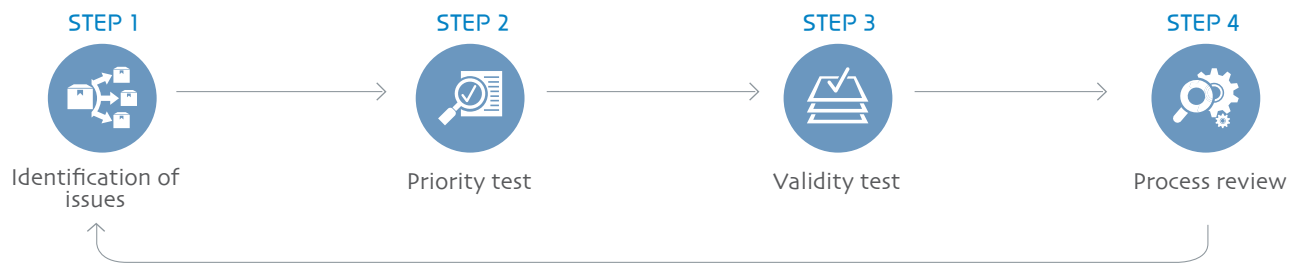 STEP 1
STEP 2
STEP 3
STEP 4
Identification of
issues
Priority test
Validity test
Process review